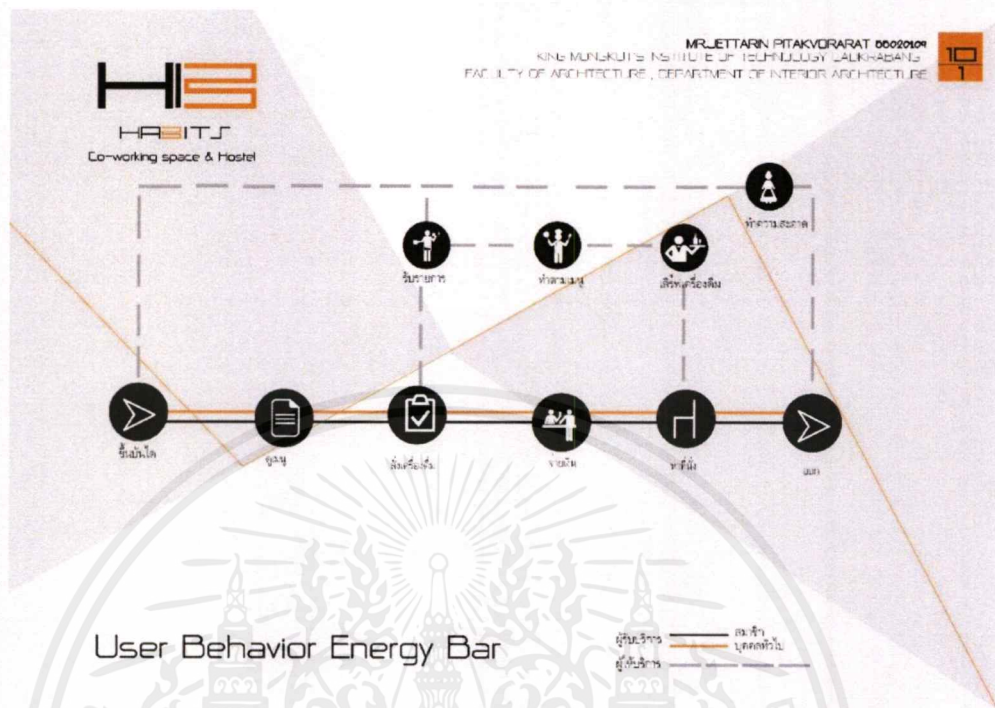 MR.JETTARIN PITAKVORARAT 55020109
KING MONGKUT'S INSTITUTE OF TECHNOLOGY LADKRABANG
FACULTY OF ARCHITECTURE , DEPARTMENT OF INTERIOR ARCHITECTURE
10
1
HB
HABITS
Co-working space & Hostel
ทำความสะอาด
รับรายการ
ทำตามเมนู
เสิร์ฟเครื่องดื่ม
ขึ้นบันได
ดูเมนู
สั่งเครื่องดื่ม
จ่ายเงิน
หาที่นั่ง
ออก
User Behavior Energy Bar
ผู้รับบริการ
สมาชิก
บุคคลทั่วไป
ผู้ให้บริการ